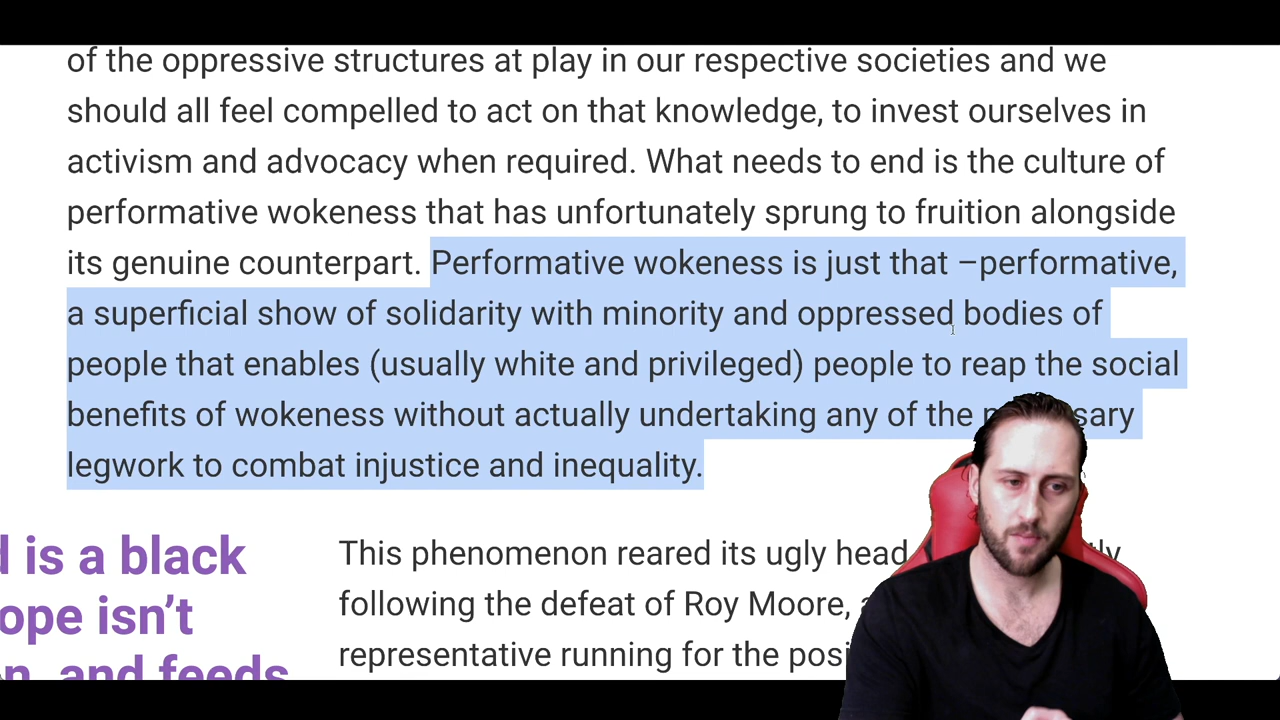 of the oppressive structures at play in our respective societies and we
should all feel compelled to act on that knowledge, to invest ourselves in
activism and advocacy when required. What needs to end is the culture of
performative wokeness that has unfortunately sprung to fruition alongside
its genuine counterpart. Performative wokeness is just that –performative,
a superficial show of solidarity with minority and oppressed bodies of
people that enables (usually white and privileged) people to reap the social
benefits of wokeness without actually undertaking any of the
legwork to combat injustice and inequality.
is a black
isn’t
and feeds
This phenomenon reared its ugly head
following the defeat of Roy Moore,
representative running for the